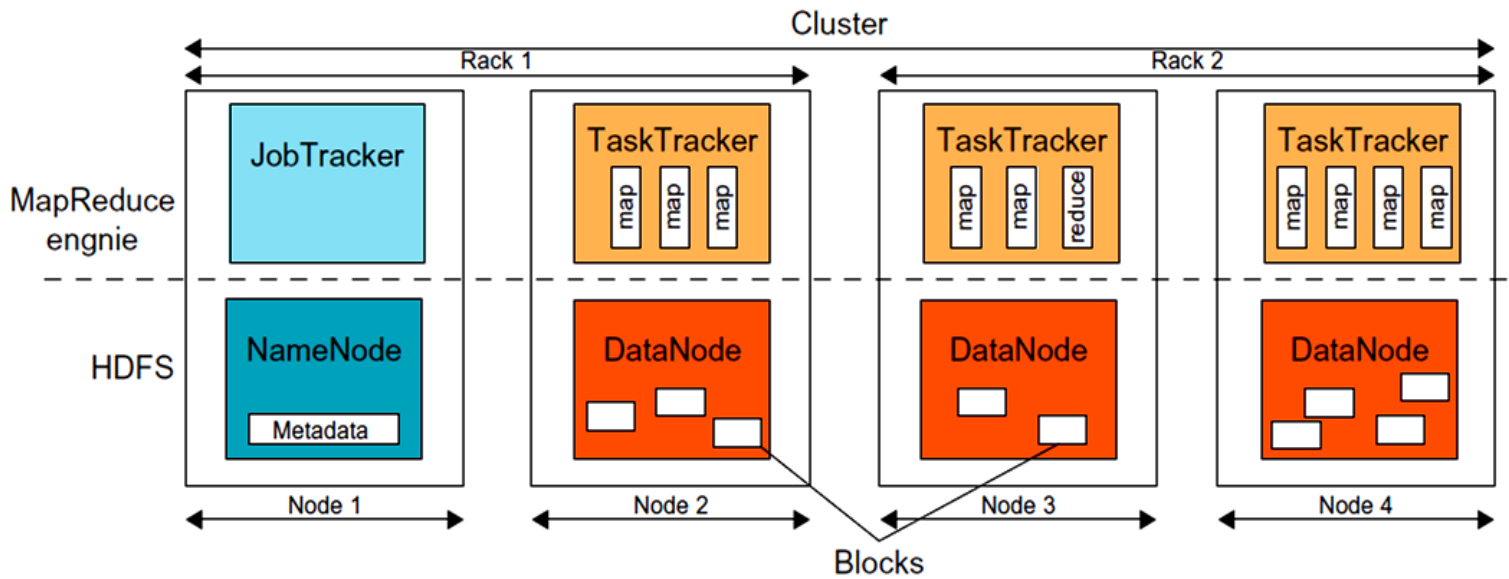 Cluster
Rack 1
Rack 2
JobTracker
TaskTracker
map
map
map
TaskTracker
map
map
reduce
TaskTracker
map
map
map
map
MapReduce
engnie
HDFS
NameNode
Metadata
DataNode
DataNode
DataNode
Node 1
Node 2
Node 3
Node 4
Blocks